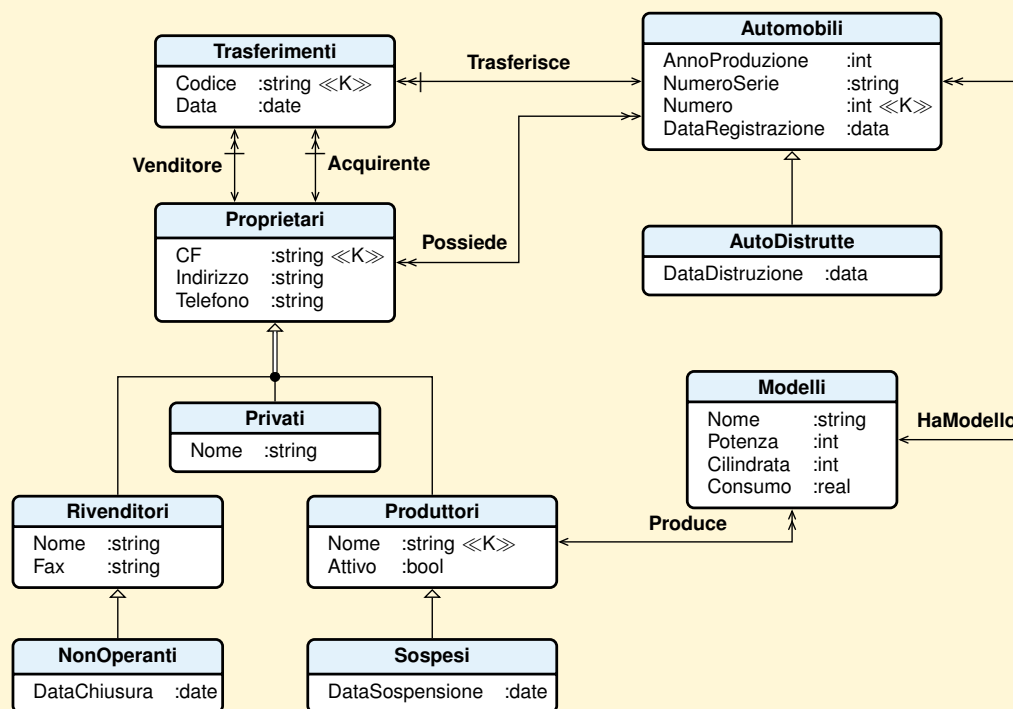 Trasferimenti
Codice :string ≪K≫
Data :date
Trasferisce
Automobili
AnnoProduzione :int
NumeroSerie :string
Numero :int ≪K≫
DataRegistrazione :data
Venditore
Acquirente
Proprietari
CF :string ≪K≫
Indirizzo :string
Telefono :string
Possiede
AutoDistrutte
DataDistruzione :data
Privati
Nome :string
Modelli
Nome :string
Potenza :int
Cilindrata :int
Consumo :real
HaModello
Rivenditori
Nome :string
Fax :string
Produttori
Nome :string ≪K≫
Attivo :bool
Produce
NonOperanti
DataChiusura :date
Sospesi
DataSospensione :date